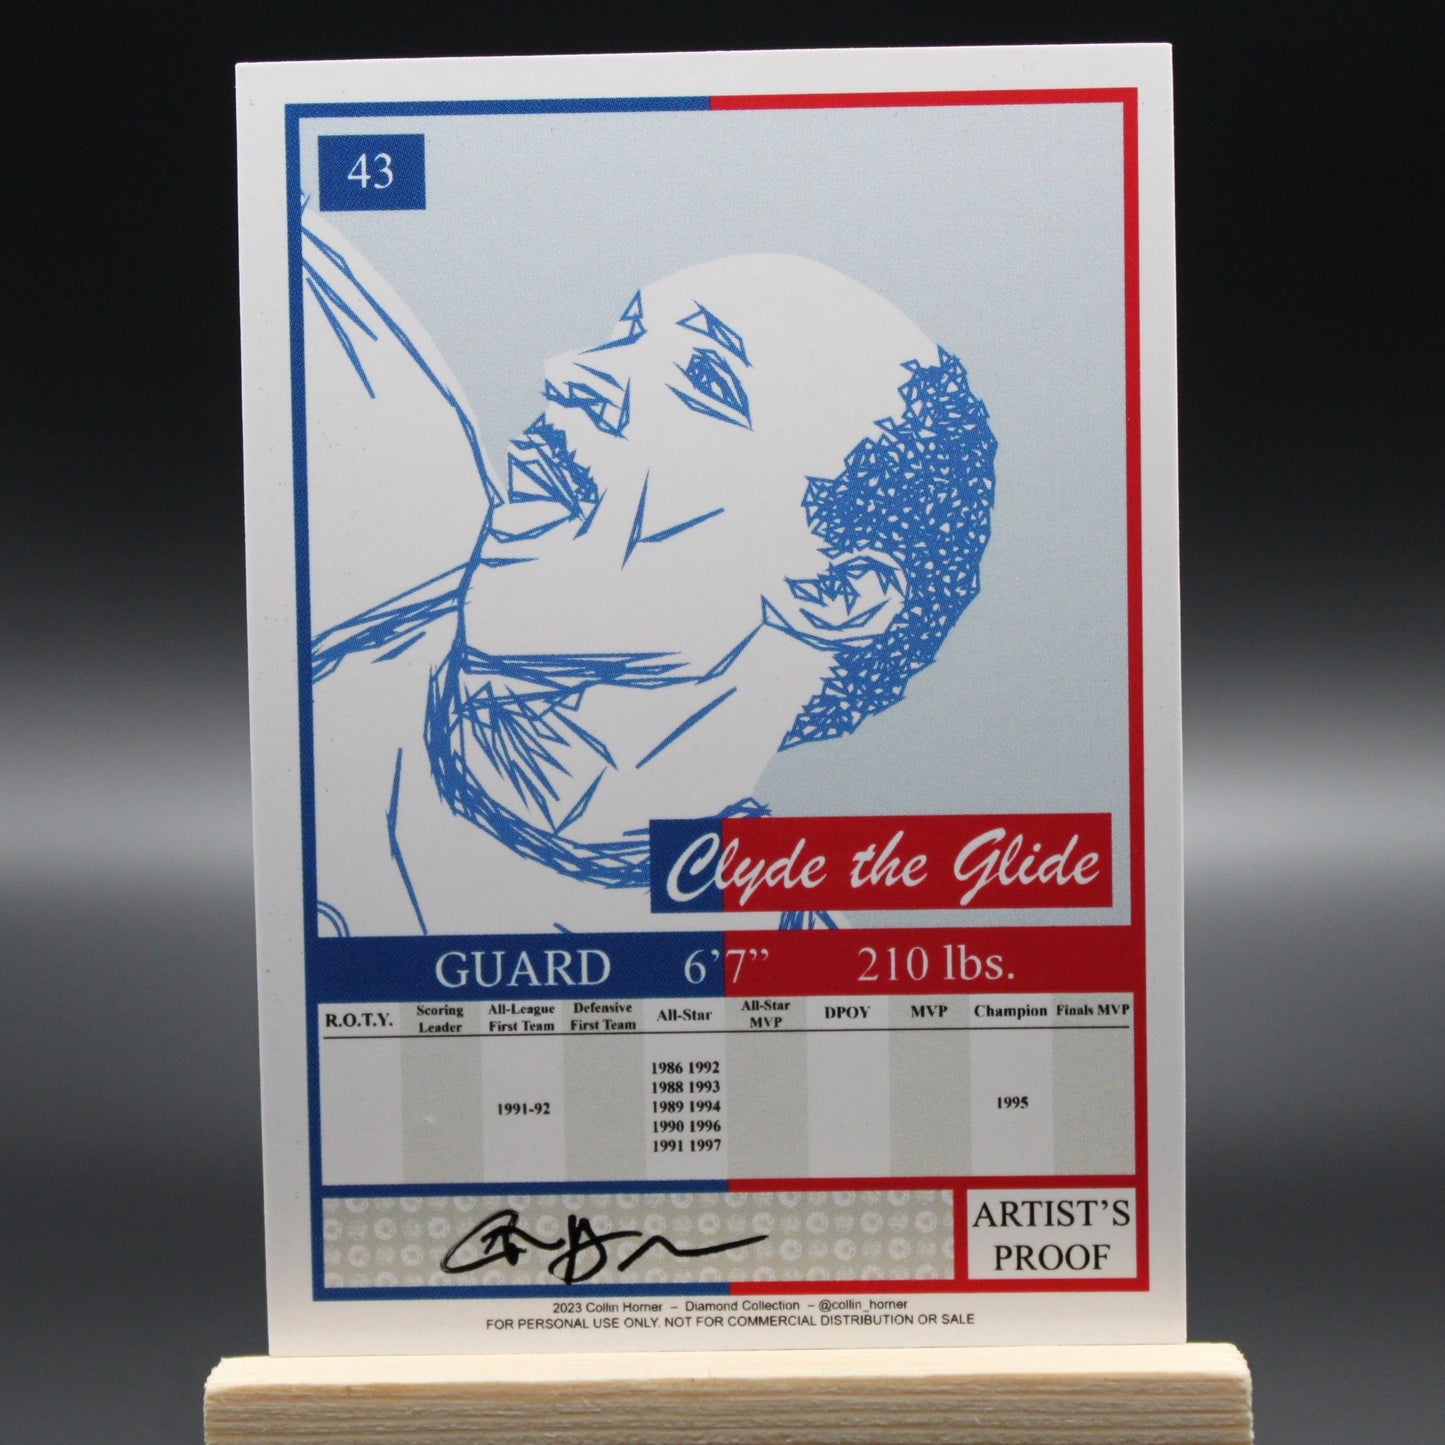 43
Clyde the Glide
GUARD 6’7” 210 lbs.
R.O.T.Y. Scoring Leader All-League First Team Defensive First Team All-Star All-Star MVP DPOY MVP Champion Finals MVP
1986 1992
1988 1993
1991-92 1989 1994 1995
1990 1996
1991 1997
ARTIST’S
PROOF
2023 Collin Horner – Diamond Collection – @collin_horner
FOR PERSONAL USE ONLY. NOT FOR COMMERCIAL DISTRIBUTION OR SALE